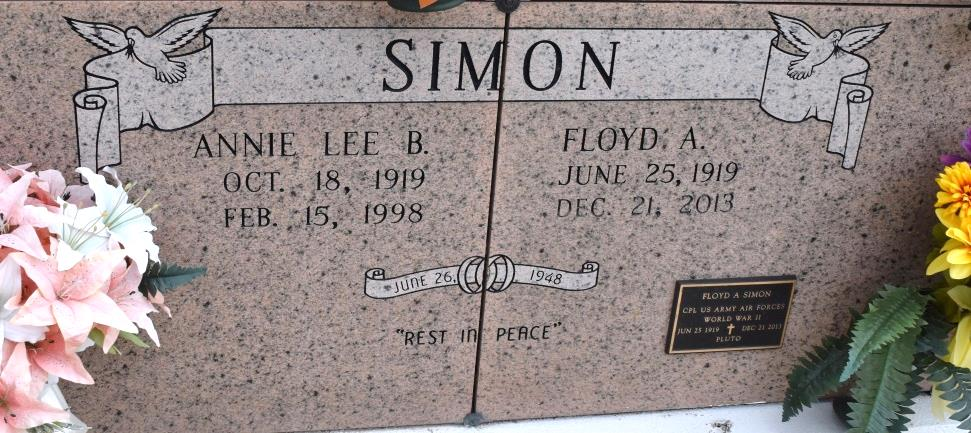 SIMON
ANNIE LEE B.
OCT. 18, 1919
FEB. 15, 1998
FLOYD A.
JUNE 25, 1919
DEC. 21, 2013
JUNE 26, 1948
"REST IN PEACE"
FLOYD A SIMON
CPL US ARMY AIR FORCES
WORLD WAR II
JUN 25 1919 DEC 21 2013
PLUTO